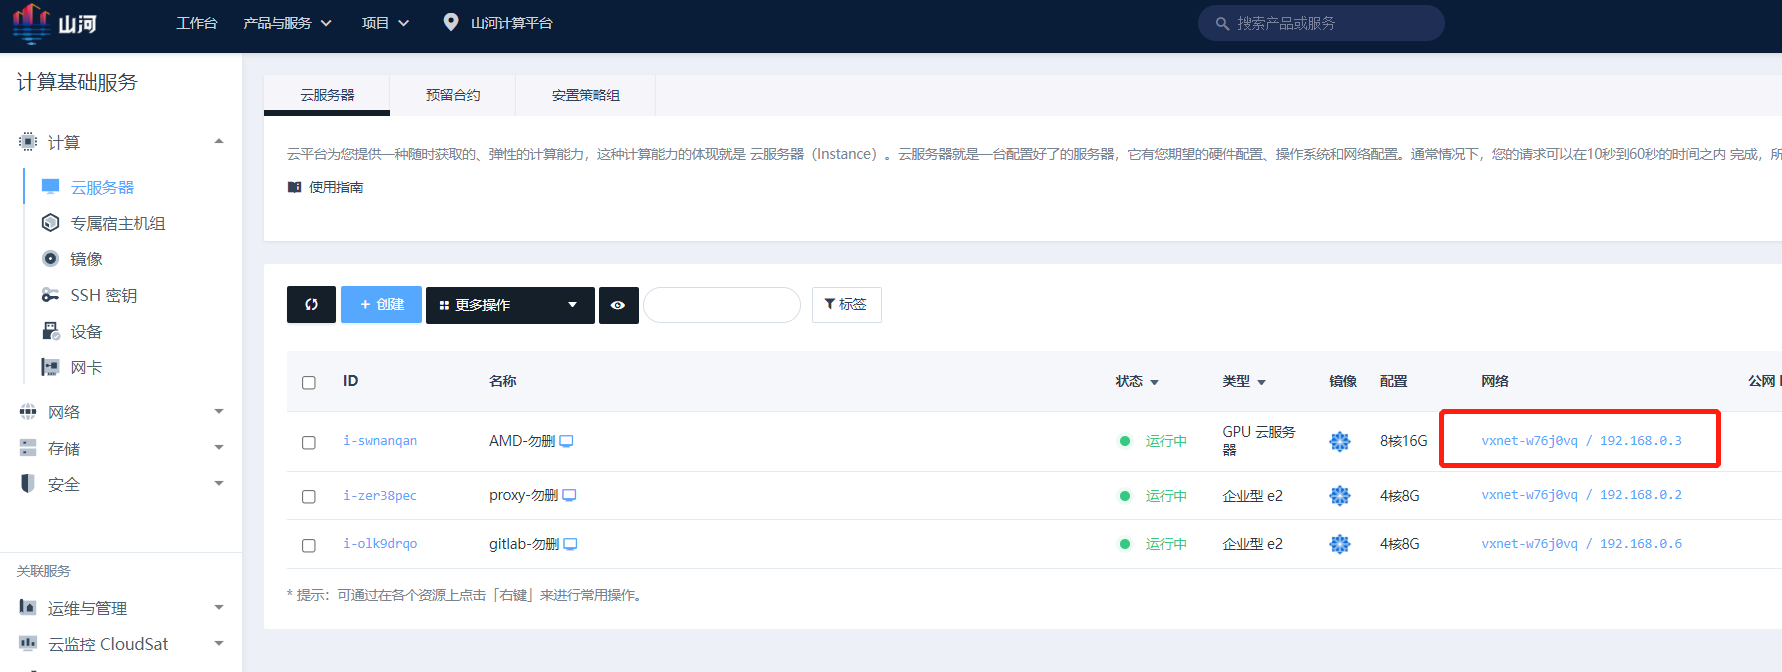 山河 工作台 产品与服务 项目 山河计算平台 搜索产品或服务
计算基础服务
计算
云服务器
专属宿主机组
镜像
SSH 密钥
设备
网卡
网络
存储
安全
关联服务
运维与管理
云监控 CloudSat
云服务器 预留合约 安置策略组
云平台为您提供一种随时获取的、弹性的计算能力，这种计算能力的体现就是 云服务器（Instance）。云服务器就是一台配置好了的服务器，它有您期望的硬件配置、操作系统和网络配置。通常情况下，您的请求可以在10秒到60秒的时间之内 完成，所
使用指南
+ 创建 更多操作 标签
ID 名称 状态 类型 镜像 配置 网络 公网
i-swnanqan AMD-勿删 运行中 GPU 云服务器 8核16G vxnet-w76j0vq / 192.168.0.3
i-zer38pec proxy-勿删 运行中 企业型 e2 4核8G vxnet-w76j0vq / 192.168.0.2
i-olk9drqo gitlab-勿删 运行中 企业型 e2 4核8G vxnet-w76j0vq / 192.168.0.6
* 提示：可通过在各个资源上点击「右键」来进行常用操作。